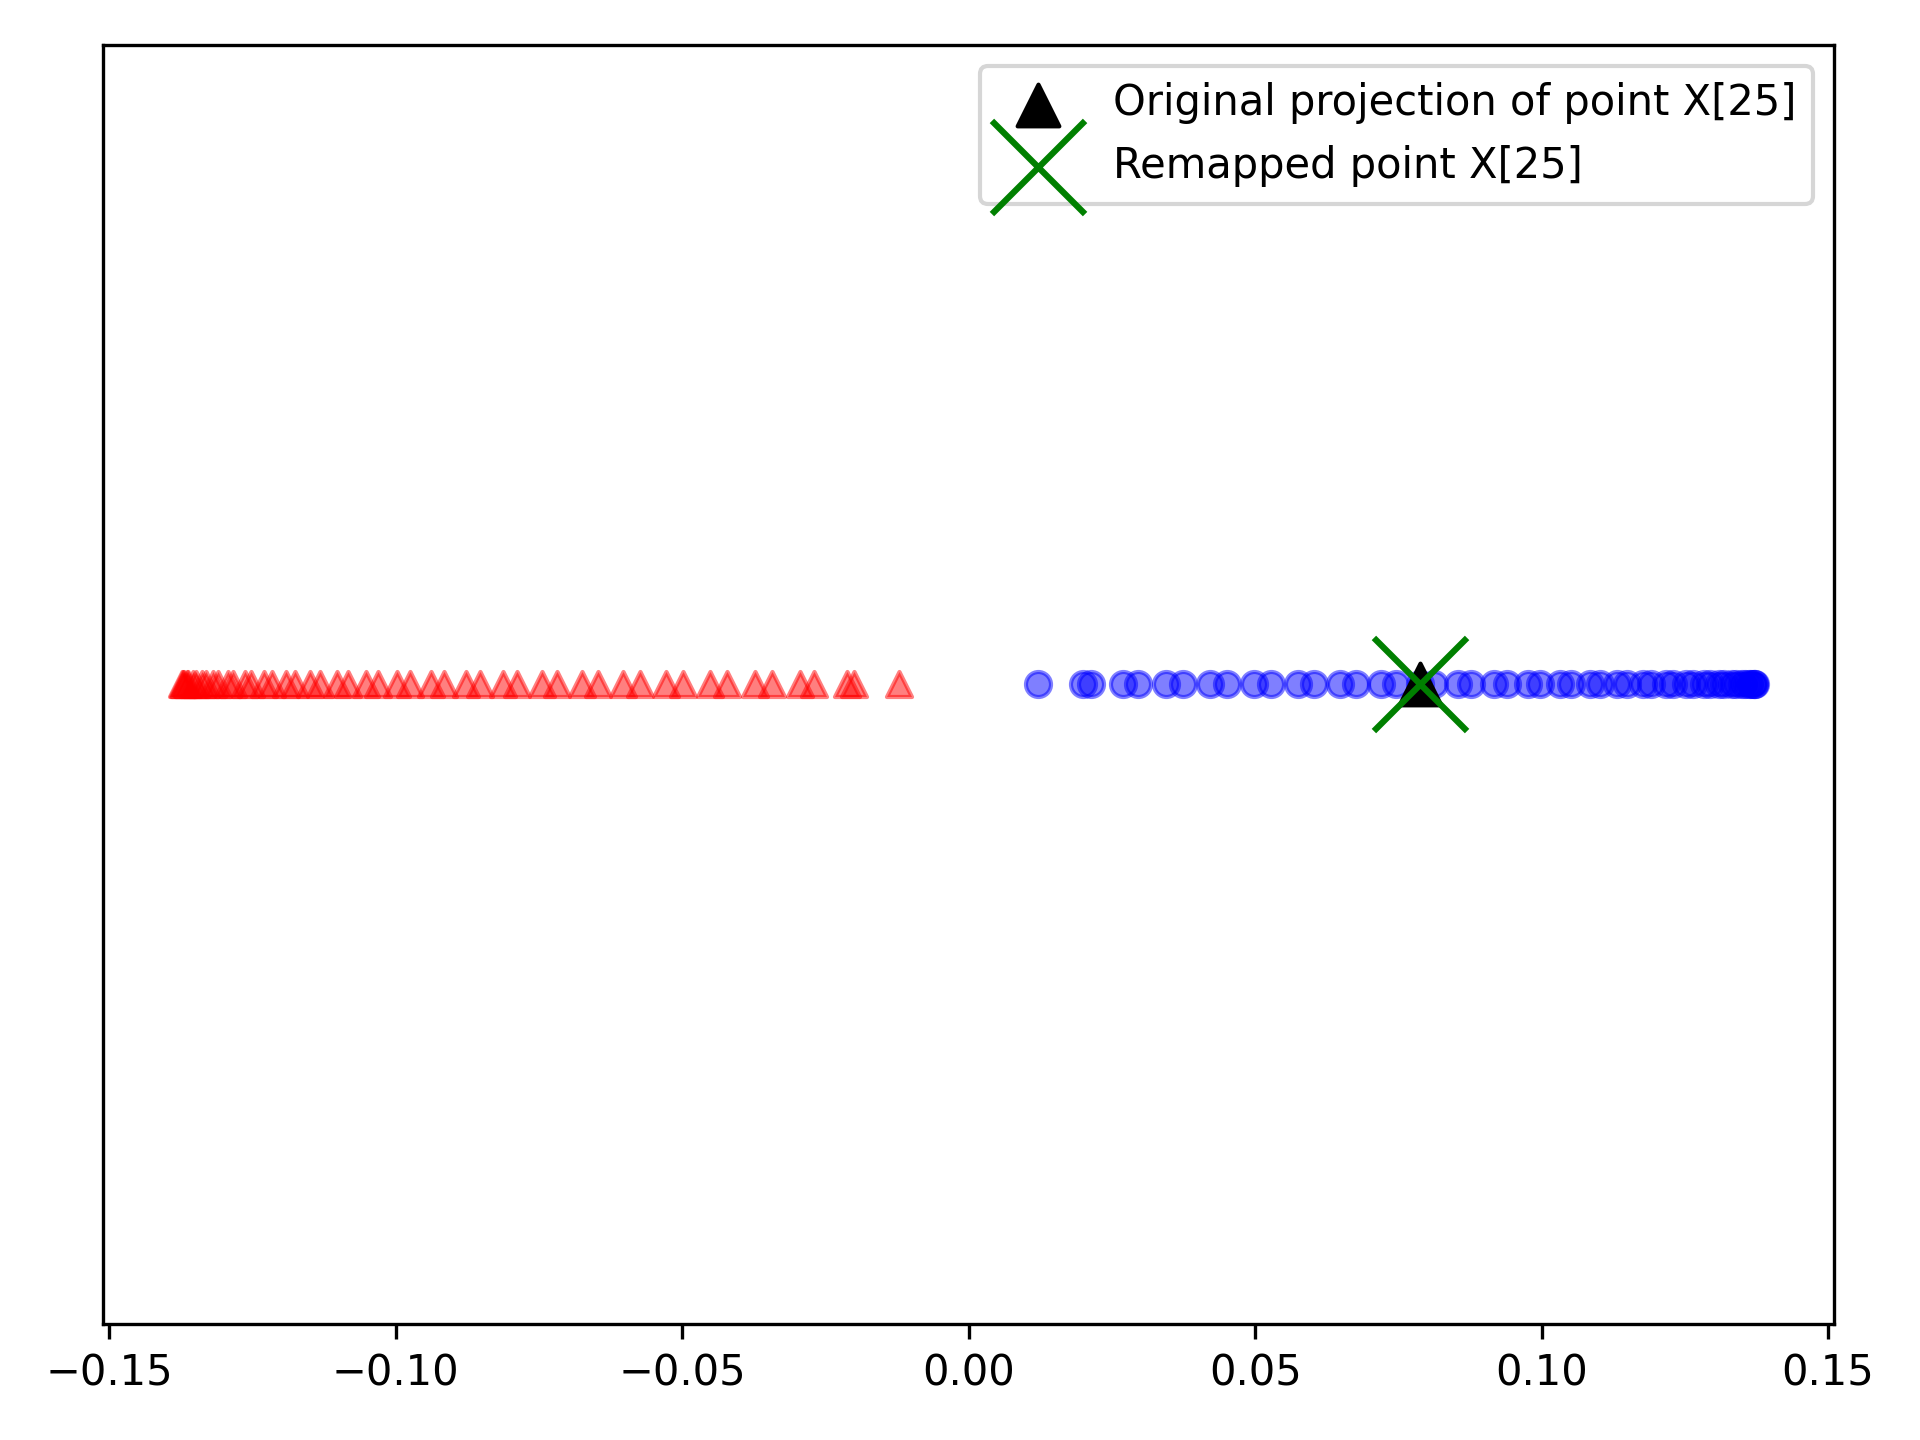 Original projection of point X[25]
Remapped point X[25]
−0.15 −0.10 −0.05 0.00 0.05 0.10 0.15